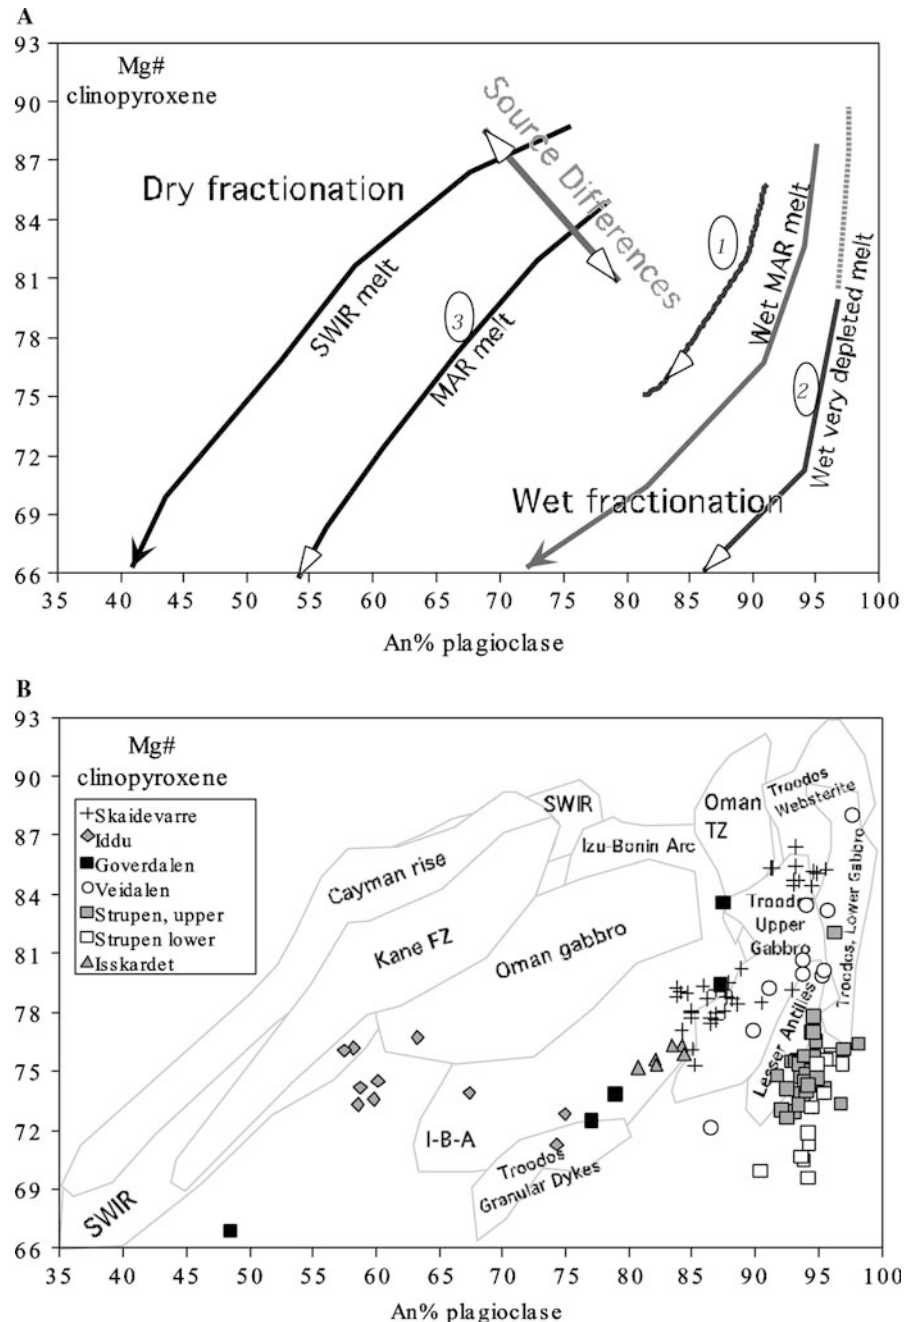 A
93
90
87
84
81
78
75
72
69
66
Mg#
clinopyroxene
Dry fractionation
Source Differences
SWIR melt
3
MAR melt
1
Wet MAR melt
2
Wet very depleted melt
Wet fractionation
35 40 45 50 55 60 65 70 75 80 85 90 95 100
An% plagioclase
B
93
90
87
84
81
78
75
72
69
66
Mg#
clinopyroxene
Skaidevarre
Iddu
Goverdalen
Veidalen
Strupen, upper
Strupen lower
Isskardet
SWIR
Cayman rise
Kane FZ
Izu-Bonin Arc
Oman
TZ
Troodos
Websterite
Oman gabbro
Upper
Gabbro
Troodos, Lower Gabbro
Lesser Antilles
I-B-A
Troodos
Granular Dykes
SWIR
35 40 45 50 55 60 65 70 75 80 85 90 95 100
An% plagioclase